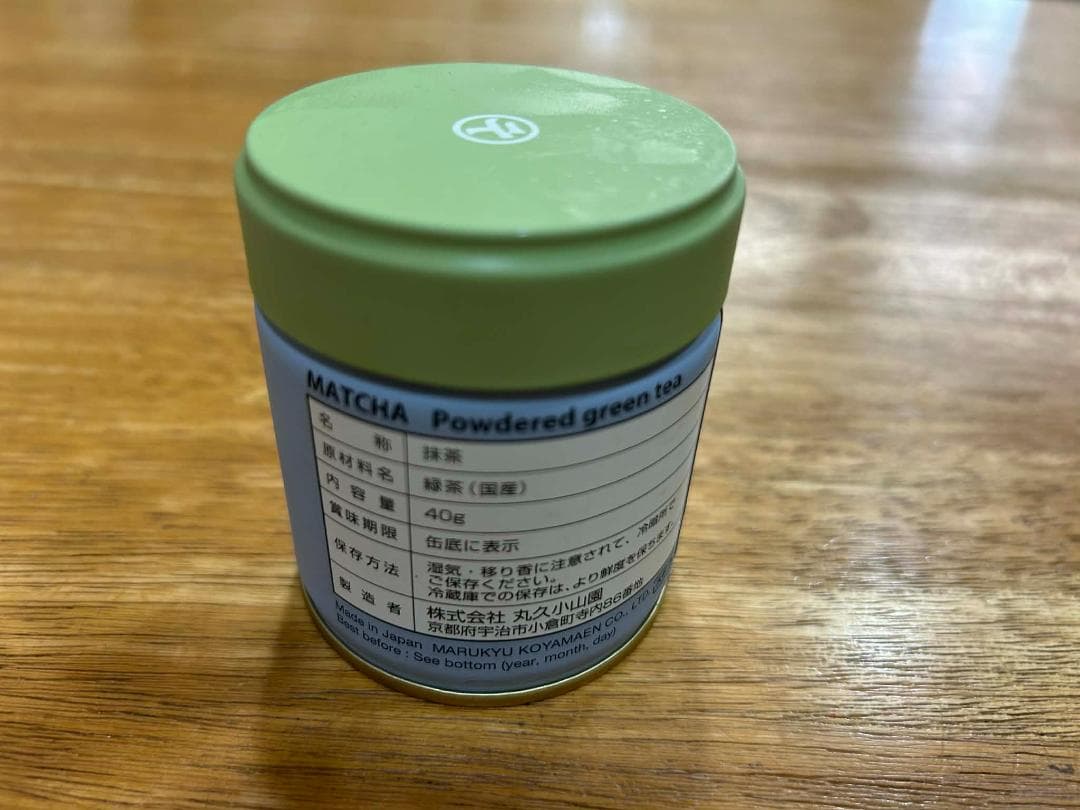 MATCHA Powdered green tea
名称 抹茶
原材料名 緑茶(国産)
内容量 40g
賞味期限 缶底に表示
保存方法 湿気・移り香に注意されて、冷暗所で
ご保存ください。
冷蔵庫での保存は、より鮮度を保ちます。
製造者 株式会社 丸久小山園
京都府宇治市小倉町寺内86番地
Made in Japan MARUKYU KOYAMAEN CO., LTD.
Best before : See bottom (year, month, day)